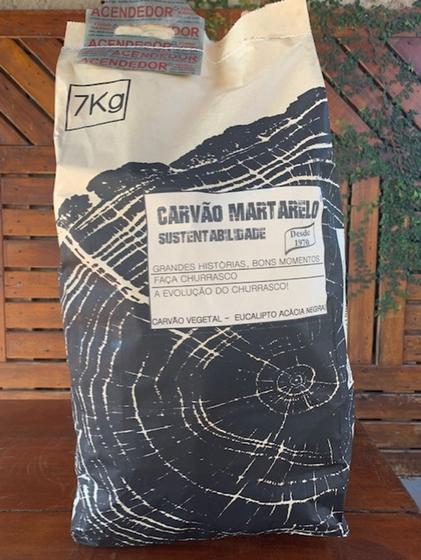 ACENDEDOR
ACENDEDOR
ACENDEDOR
ACENDEDOR
7Kg
CARVÃO MARTARELO
SUSTENTABILIDADE
Desde
1970
GRANDES HISTÓRIAS, BONS MOMENTOS
FAÇA CHURRASCO
A EVOLUÇÃO DO CHURRASCO!
CARVÃO VEGETAL - EUCALIPTO ACÁCIA NEGRA